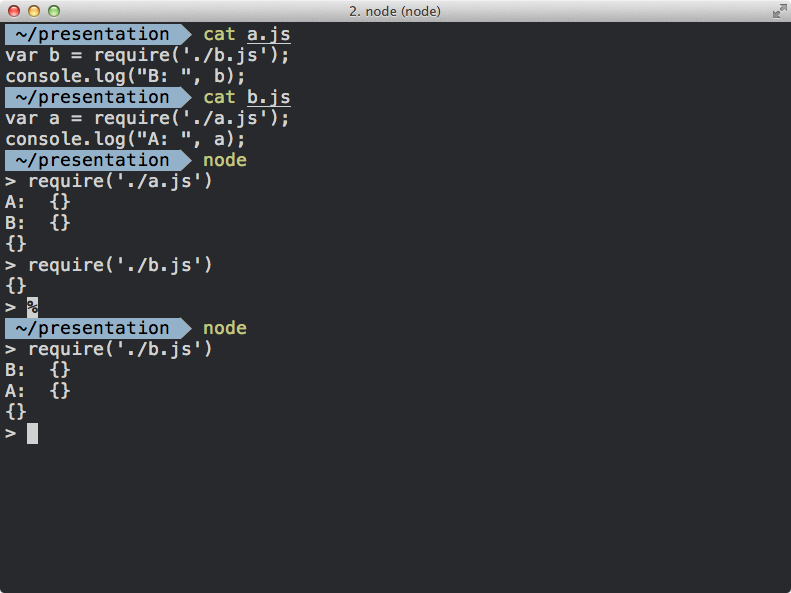 2. node (node)
~/presentation cat a.js
var b = require('./b.js');
console.log("B: ", b);
~/presentation cat b.js
var a = require('./a.js');
console.log("A: ", a);
~/presentation node
> require('./a.js')
A:  {}
B:  {}
{}
> require('./b.js')
{}
> %
~/presentation node
> require('./b.js')
B:  {}
A:  {}
{}
>